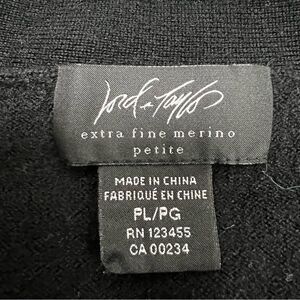 Lord & Taylor
extra fine merino
petite
MADE IN CHINA
FABRIQUÉ EN CHINE
PL/PG
RN 123455
CA 00234